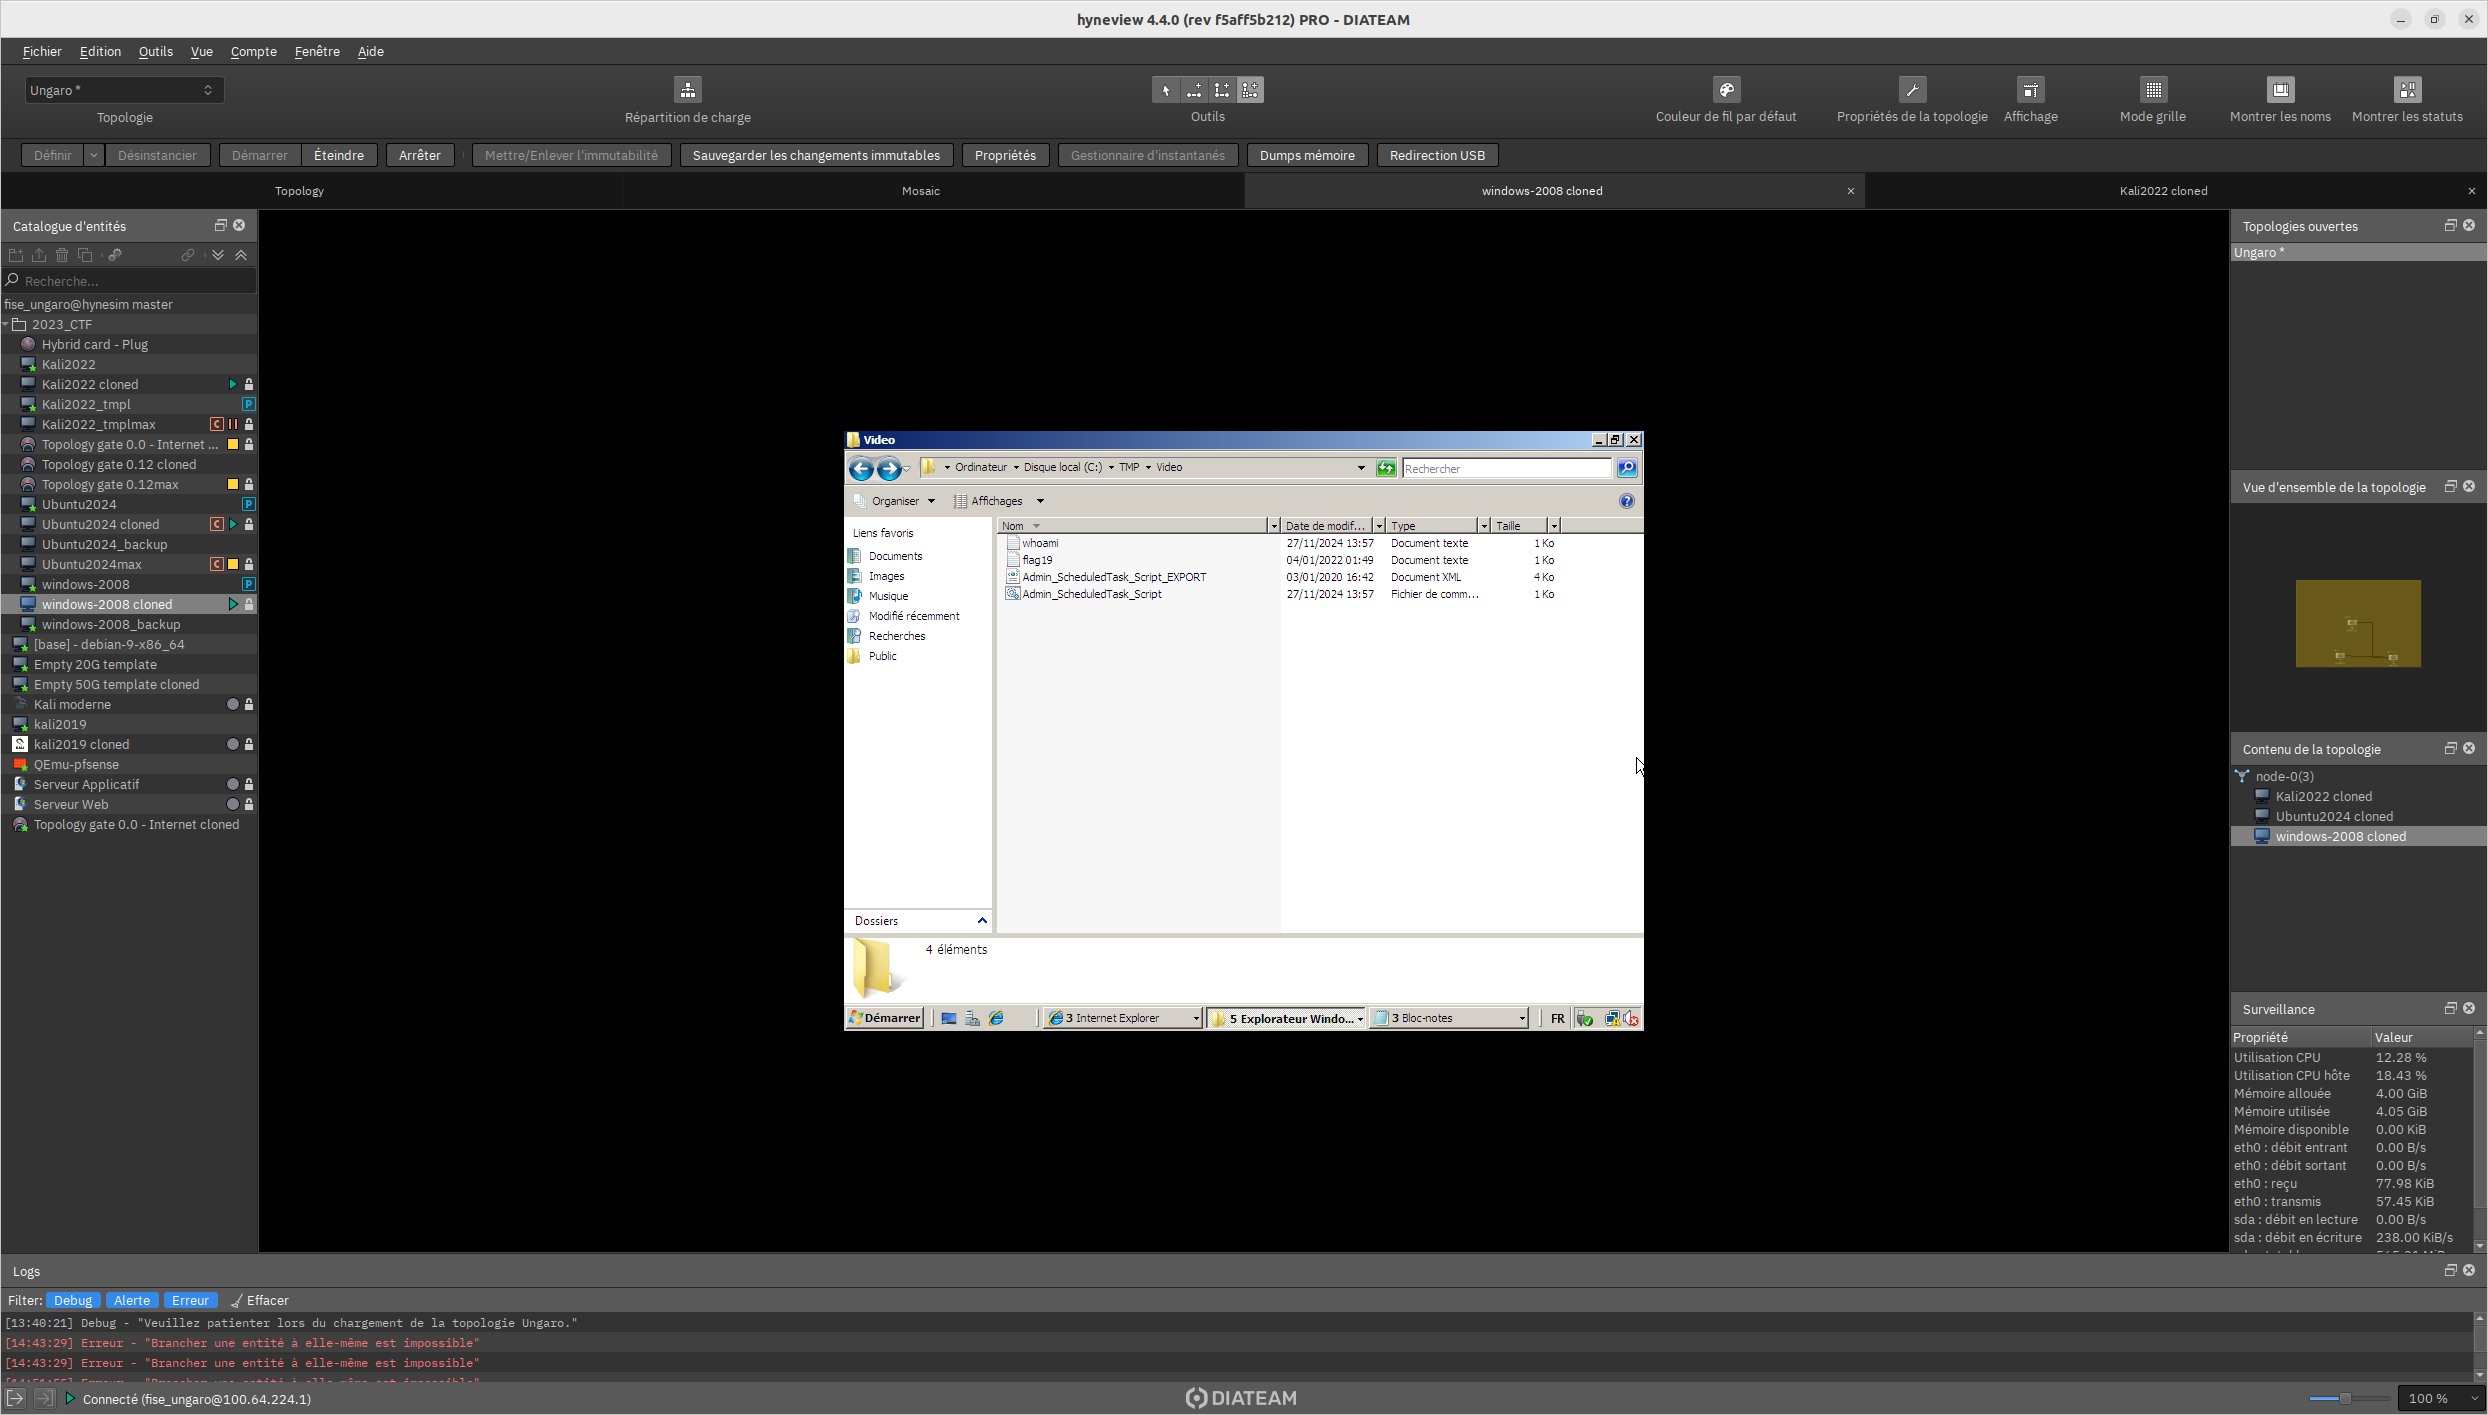 hyneview 4.4.0 (rev f5aff5b212) PRO - DIATEAM
Fichier Edition Outils Vue Compte Fenêtre Aide
Ungaro *
Topologie
Répartition de charge
Outils
Couleur de fil par défaut
Propriétés de la topologie
Affichage
Mode grille
Montrer les noms
Montrer les statuts
Définir Désinstancier Démarrer Éteindre Arrêter Mettre/Enlever l'immutabilité Sauvegarder les changements immutables Propriétés Gestionnaire d'instantanés Dumps mémoire Redirection USB
Topology Mosaic windows-2008 cloned Kali2022 cloned
Catalogue d'entités
Recherche...
fise_ungaro@hynesim master
2023_CTF
Hybrid card - Plug
Kali2022
Kali2022 cloned
Kali2022_tmpl P
Kali2022_tmplmax C
Topology gate 0.0 - Internet ...
Topology gate 0.12 cloned
Topology gate 0.12max
Ubuntu2024 P
Ubuntu2024 cloned C
Ubuntu2024_backup
Ubuntu2024max C
windows-2008 P
windows-2008 cloned
windows-2008_backup
[base] - debian-9-x86_64
Empty 20G template
Empty 50G template cloned
Kali moderne
kali2019
kali2019 cloned
QEmu-pfsense
Serveur Applicatif
Serveur Web
Topology gate 0.0 - Internet cloned
Video
Ordinateur Disque local (C:) TMP Video
Rechercher
Organiser Affichages
Liens favoris
Documents
Images
Musique
Modifié récemment
Recherches
Public
Dossiers
Nom Date de modif... Type Taille
whoami 27/11/2024 13:57 Document texte 1 Ko
flag19 04/01/2022 01:49 Document texte 1 Ko
Admin_ScheduledTask_Script_EXPORT 03/01/2020 16:42 Document XML 4 Ko
Admin_ScheduledTask_Script 27/11/2024 13:57 Fichier de comm... 1 Ko
4 éléments
Démarrer 3 Internet Explorer 5 Explorateur Windo... 3 Bloc-notes FR
Topologies ouvertes
Ungaro *
Vue d'ensemble de la topologie
Contenu de la topologie
node-0(3)
Kali2022 cloned
Ubuntu2024 cloned
windows-2008 cloned
Surveillance
Propriété Valeur
Utilisation CPU 12.28 %
Utilisation CPU hôte 18.43 %
Mémoire allouée 4.00 GiB
Mémoire utilisée 4.05 GiB
Mémoire disponible 0.00 KiB
eth0 : débit entrant 0.00 B/s
eth0 : débit sortant 0.00 B/s
eth0 : reçu 77.98 KiB
eth0 : transmis 57.45 KiB
sda : débit en lecture 0.00 B/s
sda : débit en écriture 238.00 KiB/s
Logs
Filter: Debug Alerte Erreur Effacer
[13:40:21] Debug - "Veuillez patienter lors du chargement de la topologie Ungaro."
[14:43:29] Erreur - "Brancher une entité à elle-même est impossible"
[14:43:29] Erreur - "Brancher une entité à elle-même est impossible"
Connecté (fise_ungaro@100.64.224.1)
DIATEAM
100 %